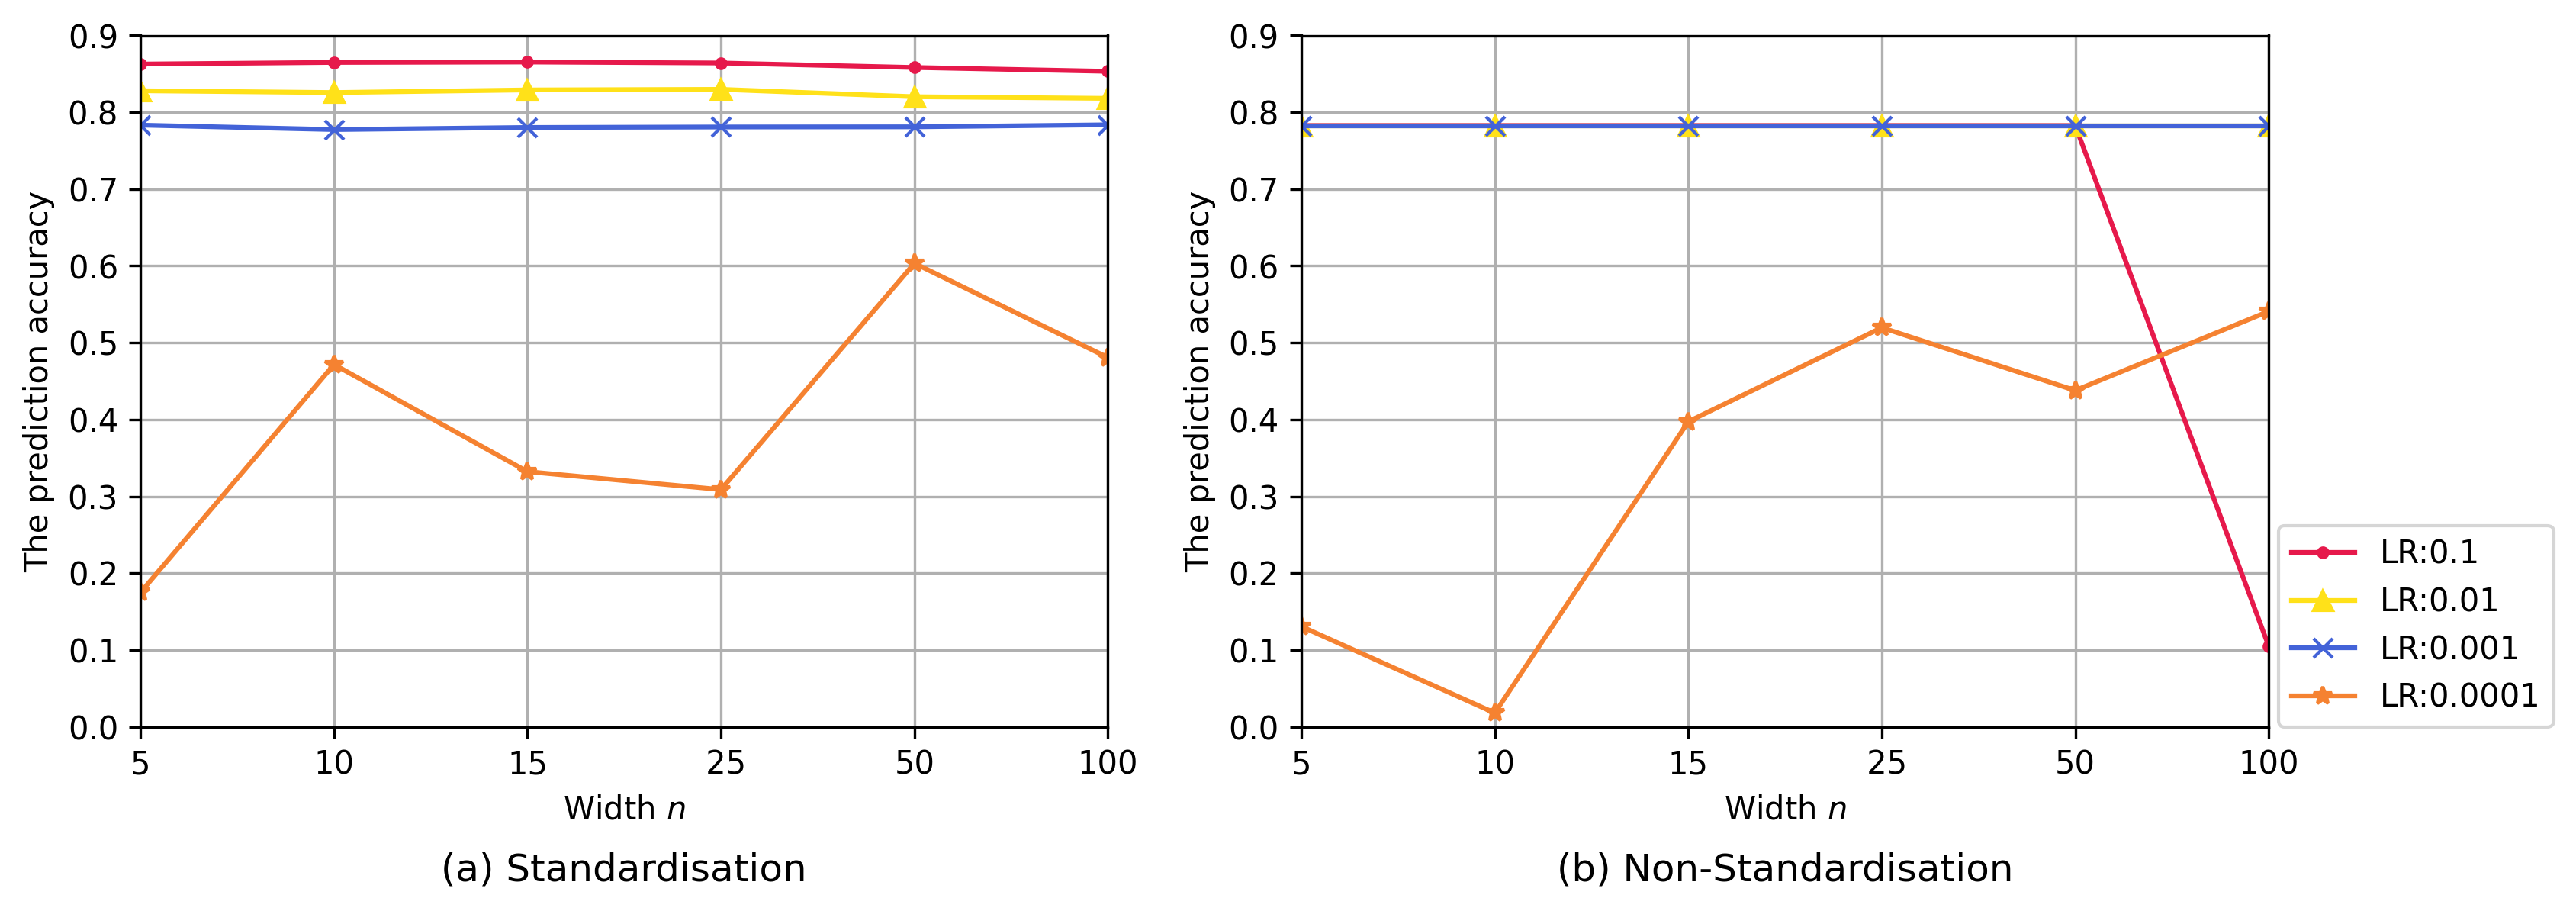 0.9
0.8
0.7
0.6
0.5
0.4
0.3
0.2
0.1
0.0
The prediction accuracy
5 10 15 25 50 100
Width n
(a) Standardisation
0.9
0.8
0.7
0.6
0.5
0.4
0.3
0.2
0.1
0.0
The prediction accuracy
5 10 15 25 50 100
Width n
(b) Non-Standardisation
LR:0.1
LR:0.01
LR:0.001
LR:0.0001